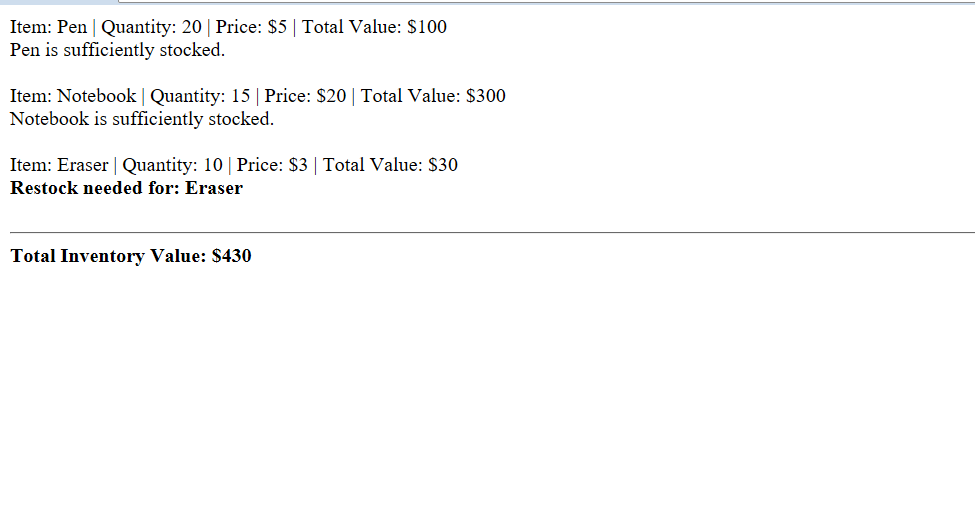 Item: Pen | Quantity: 20 | Price: $5 | Total Value: $100
Pen is sufficiently stocked.
Item: Notebook | Quantity: 15 | Price: $20 | Total Value: $300
Notebook is sufficiently stocked.
Item: Eraser | Quantity: 10 | Price: $3 | Total Value: $30
Restock needed for: Eraser
Total Inventory Value: $430